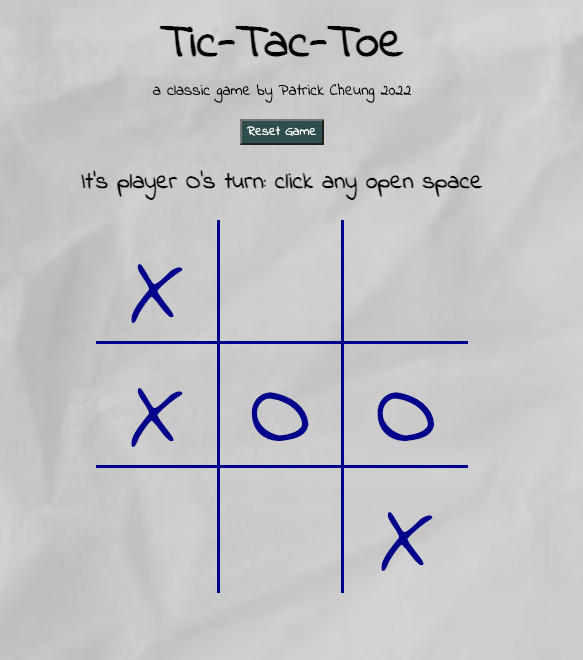 Tic-Tac-Toe
a classic game by Patrick Cheung 2022
Reset Game
It's player O's turn: click any open space
X
X O O
X